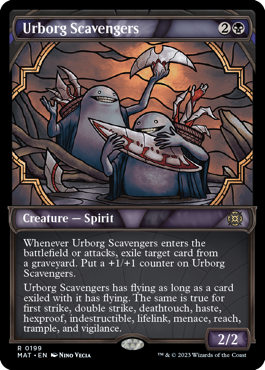 Urborg Scavengers 2
Creature — Spirit
Whenever Urborg Scavengers enters the
battlefield or attacks, exile target card
from a graveyard. Put a +1/+1 counter on Urborg
Scavengers.
Urborg Scavengers has flying as long as a card
exiled with it has flying. The same is true for
first strike, double strike, deathtouch, haste,
hexproof, indestructible, lifelink, menace, reach,
trample, and vigilance.
2/2
R 0199
MAT • EN Nino Vecia ™ & © 2023 Wizards of the Coast